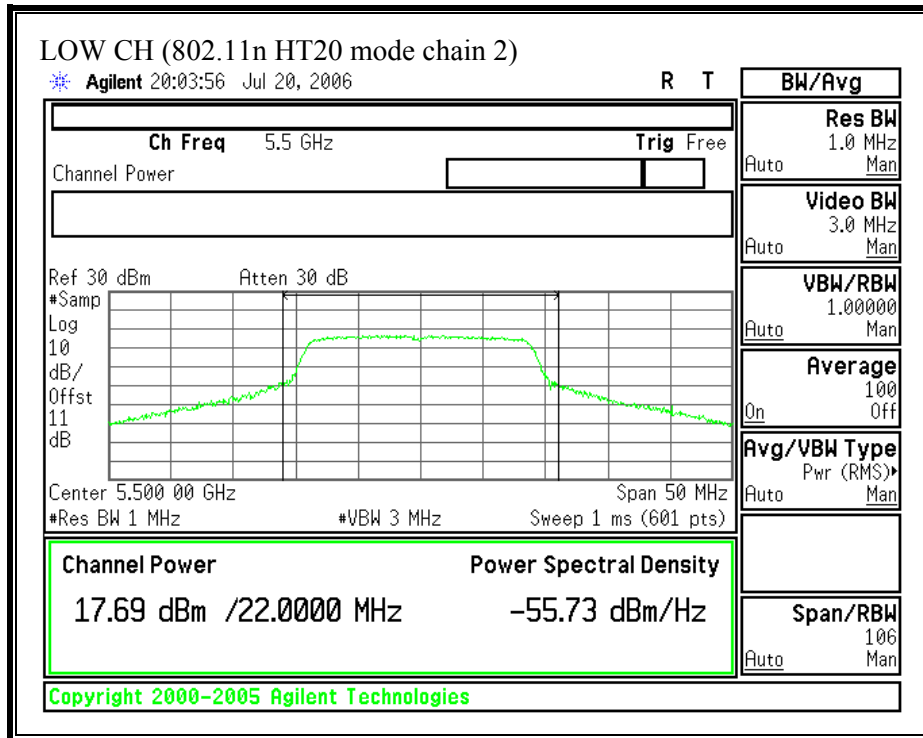 LOW CH (802.11n HT20 mode chain 2)
Agilent 20:03:56 Jul 20, 2006 R T
BW/Avg
Ch Freq 5.5 GHz Trig Free
Channel Power
Res BW
1.0 MHz
Auto Man
Video BW
3.0 MHz
Auto Man
Ref 30 dBm Atten 30 dB
#Samp
Log
10
dB/
Offst
11
dB
VBW/RBW
1.00000
Auto Man
Average
100
On Off
Avg/VBW Type
Pwr (RMS)
Auto Man
Center 5.500 00 GHz Span 50 MHz
#Res BW 1 MHz #VBW 3 MHz Sweep 1 ms (601 pts)
Channel Power Power Spectral Density
17.69 dBm /22.0000 MHz -55.73 dBm/Hz
Span/RBW
106
Auto Man
Copyright 2000-2005 Agilent Technologies